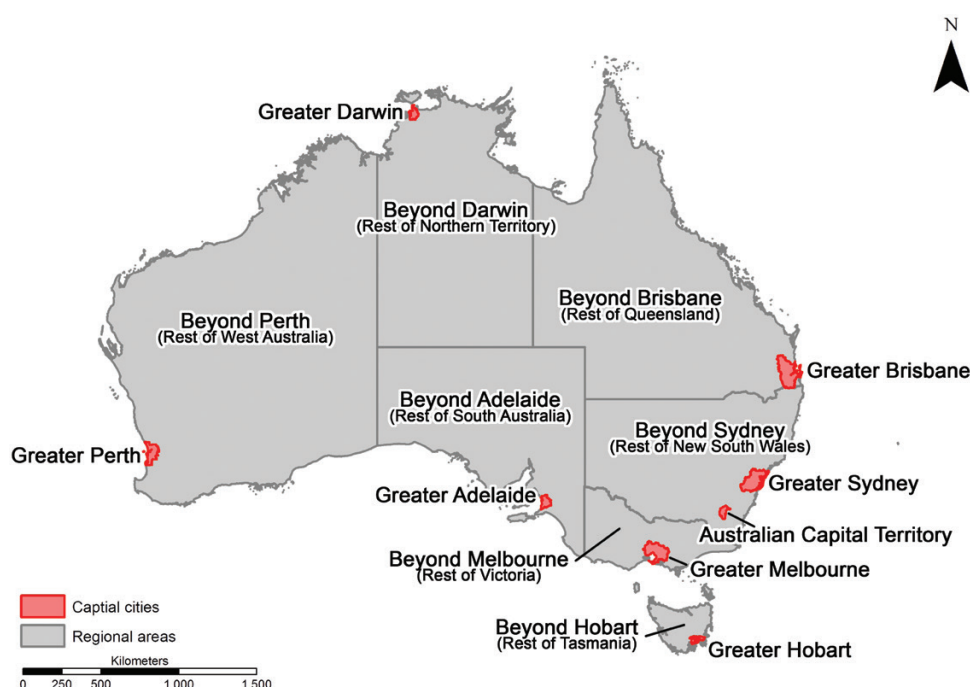 N
Greater Darwin
Beyond Darwin
(Rest of Northern Territory)
Beyond Brisbane
(Rest of Queensland)
Beyond Perth
(Rest of West Australia)
Greater Brisbane
Beyond Adelaide
(Rest of South Australia)
Beyond Sydney
(Rest of New South Wales)
Greater Perth
Greater Sydney
Greater Adelaide
Australian Capital Territory
Beyond Melbourne
(Rest of Victoria)
Greater Melbourne
Captial cities
Regional areas
Beyond Hobart
(Rest of Tasmania)
Greater Hobart
Kilometers
0 250 500 1,000 1,500